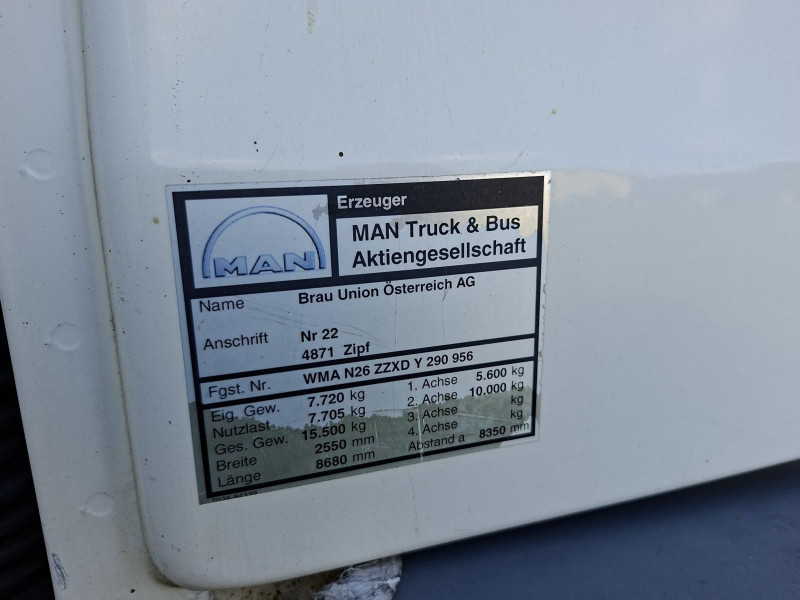 MAN
Erzeuger
MAN Truck & Bus
Aktiengesellschaft
Name Brau Union Österreich AG
Anschrift Nr 22
4871 Zipf
Fgst. Nr. WMA N26 ZZXD Y 290 956
Eig. Gew. 7.720 kg 1. Achse 5.600 kg
Nutzlast 7.705 kg 2. Achse 10.000 kg
Ges. Gew. 15.500 kg 3. Achse kg
Breite 2550 mm 4. Achse kg
Länge 8680 mm Abstand a 8350 mm